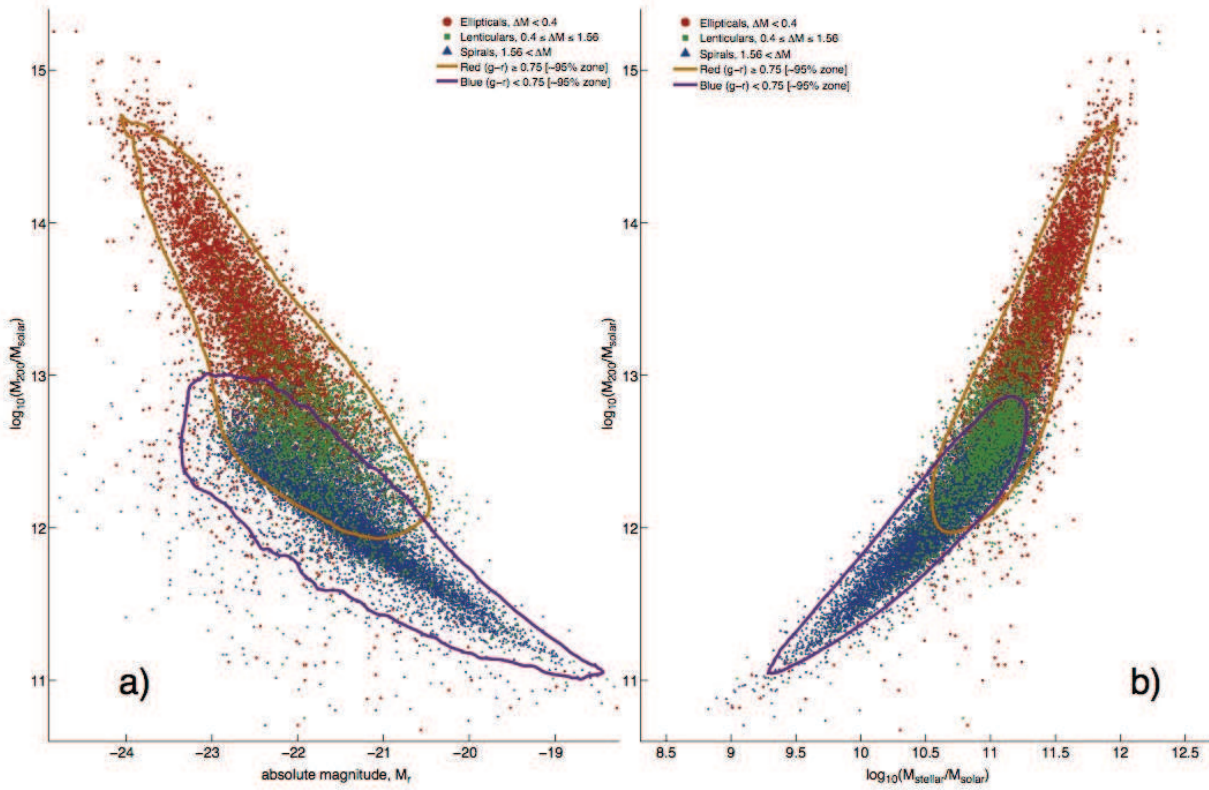 Ellipticals, ΔM < 0.4
Lenticulars, 0.4 ≤ ΔM ≤ 1.56
Spirals, 1.56 < ΔM
Red (g−r) ≥ 0.75 [~95% zone]
Blue (g−r) < 0.75 [~95% zone]
15
14
13
12
11
log10(M200/Msolar)
a)
−24 −23 −22 −21 −20 −19
absolute magnitude, Mr
Ellipticals, ΔM < 0.4
Lenticulars, 0.4 ≤ ΔM ≤ 1.56
Spirals, 1.56 < ΔM
Red (g−r) ≥ 0.75 [~95% zone]
Blue (g−r) < 0.75 [~95% zone]
15
14
13
12
11
log10(M200/Msolar)
b)
8.5 9 9.5 10 10.5 11 11.5 12 12.5
log10(Mstellar/Msolar)